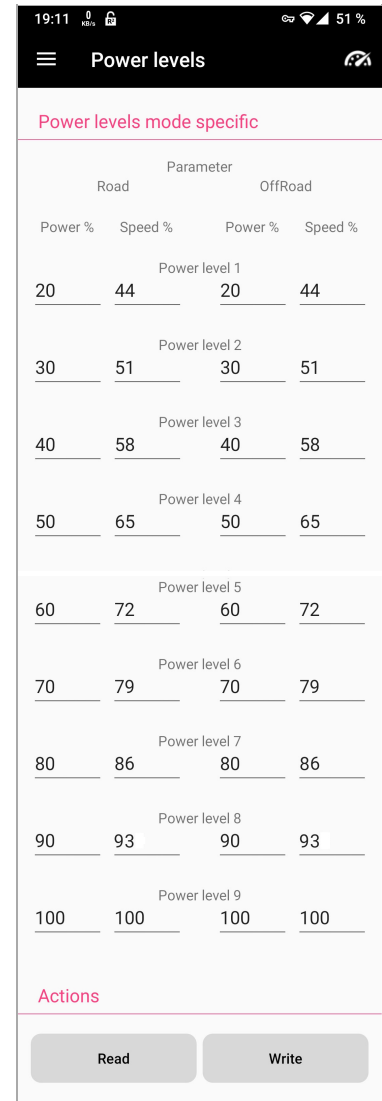 19:11 0 KB/s R² 51 %
Power levels
Power levels mode specific
Parameter
Road OffRoad
Power % Speed % Power % Speed %
Power level 1
20 44 20 44
Power level 2
30 51 30 51
Power level 3
40 58 40 58
Power level 4
50 65 50 65
Power level 5
60 72 60 72
Power level 6
70 79 70 79
Power level 7
80 86 80 86
Power level 8
90 93 90 93
Power level 9
100 100 100 100
Actions
Read Write